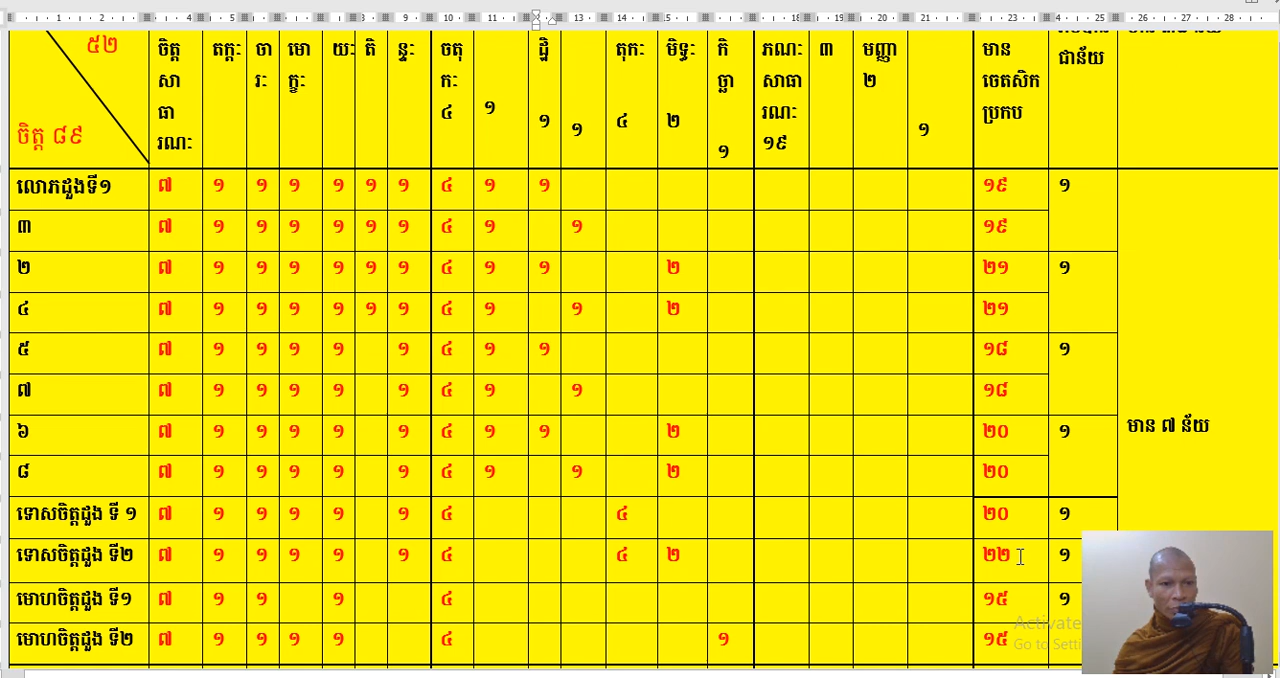 ៥២
ចិត្ត ៨៩
ចិត្ត សា ធា រណៈ
តក្កៈ
ចា រៈ
មោ ក្ខៈ
យៈ
តិ
ន្ទៈ
ចតុ កៈ ៤
១
ដ្ឋិ ១
១
តុកៈ ៤
មិទ្ធៈ ២
កិ ច្ឆា ១
ភណៈ សាធា រណៈ ១៩
៣
មញ្ញា ២
១
មាន ចេតសិក ប្រកប
ជាន័យ
លោភដួងទី១ ៧ ១ ១ ១ ១ ១ ១ ៤ ១ ១ ១៩ ១
៣ ៧ ១ ១ ១ ១ ១ ១ ៤ ១ ១ ១៩
២ ៧ ១ ១ ១ ១ ១ ១ ៤ ១ ១ ២ ២១ ១
៤ ៧ ១ ១ ១ ១ ១ ១ ៤ ១ ១ ២ ២១
៥ ៧ ១ ១ ១ ១ ១ ៤ ១ ១ ១៨ ១
៧ ៧ ១ ១ ១ ១ ១ ៤ ១ ១ ១៨
មាន ៧ ន័យ
៦ ៧ ១ ១ ១ ១ ១ ៤ ១ ១ ២ ២០ ១
៨ ៧ ១ ១ ១ ១ ១ ៤ ១ ១ ២ ២០
ទោសចិត្តដួង ទី ១ ៧ ១ ១ ១ ១ ១ ៤ ៤ ២០ ១
ទោសចិត្តដួង ទី២ ៧ ១ ១ ១ ១ ១ ៤ ៤ ២ ២២ ១
មោហចិត្តដួង ទី១ ៧ ១ ១ ១ ៤ ១៥ ១
មោហចិត្តដួង ទី២ ៧ ១ ១ ១ ១ ៤ ១ ១៥
Activate
Go to Setti